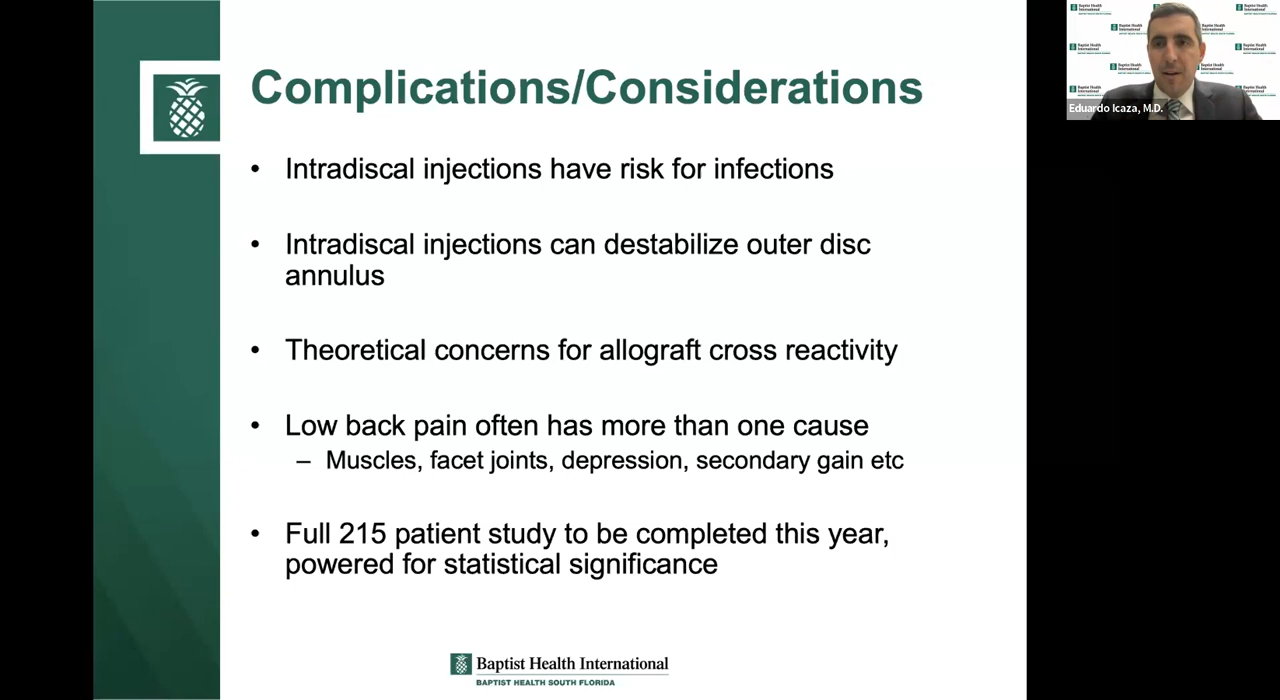 Complications/Considerations
• Intradiscal injections have risk for infections
• Intradiscal injections can destabilize outer disc
annulus
• Theoretical concerns for allograft cross reactivity
• Low back pain often has more than one cause
– Muscles, facet joints, depression, secondary gain etc
• Full 215 patient study to be completed this year,
powered for statistical significance
Baptist Health International
BAPTIST HEALTH SOUTH FLORIDA
Eduardo Icaza, M.D.